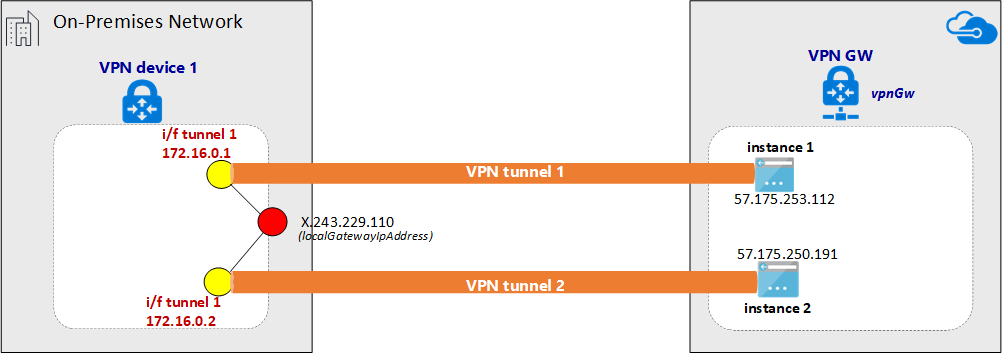 On-Premises Network
VPN device 1
i/f tunnel 1
172.16.0.1
VPN tunnel 1
X.243.229.110
(localGatewayIpAddress)
VPN tunnel 2
i/f tunnel 1
172.16.0.2
VPN GW
vpnGw
instance 1
57.175.253.112
57.175.250.191
instance 2